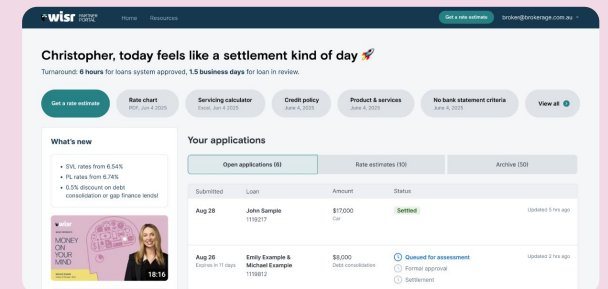 wisr PARTNER PORTAL Home Resources Get a rate estimate broker@brokerage.com.au
Christopher, today feels like a settlement kind of day 🚀
Turnaround: 6 hours for loans system approved, 1.5 business days for loan in review.
Get a rate estimate
Rate chart
PDF, Jun 4 2025
Servicing calculator
Excel, Jun 4 2025
Credit policy
June 4, 2025
Product & services
June 4, 2025
No bank statement criteria
June 4, 2025
View all
What's new
• SVL rates from 6.54%
• PL rates from 6.74%
• 0.5% discount on debt
consolidation or gap finance lends!
wisr
MONEY
ON
YOUR
MIND
18:16
Your applications
Open applications (6) Rate estimates (10) Archive (50)
Submitted Loan Amount Status
Aug 28 John Sample $17,000 Settled Updated 5 hrs ago
1119217 Car
Aug 26 Emily Example & $8,000 Queued for assessment Updated 2 hrs ago
Expires in 11 days Michael Example Debt consolidation Formal approval
1119812 Settlement